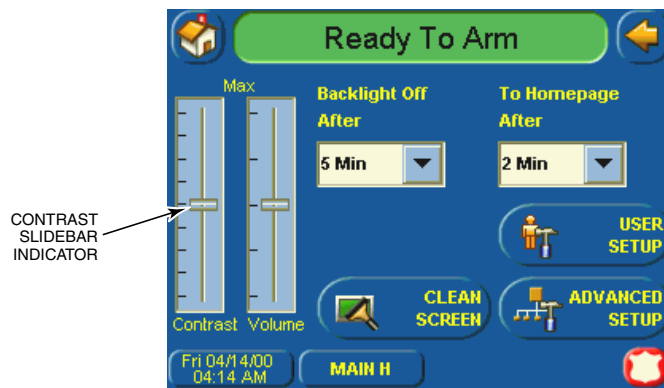 Ready To Arm
Max
Backlight Off
After
To Homepage
After
5 Min
2 Min
CONTRAST
SLIDEBAR
INDICATOR
USER
SETUP
CLEAN
SCREEN
ADVANCED
SETUP
Contrast Volume
Fri 04/14/00
04:14 AM
MAIN H